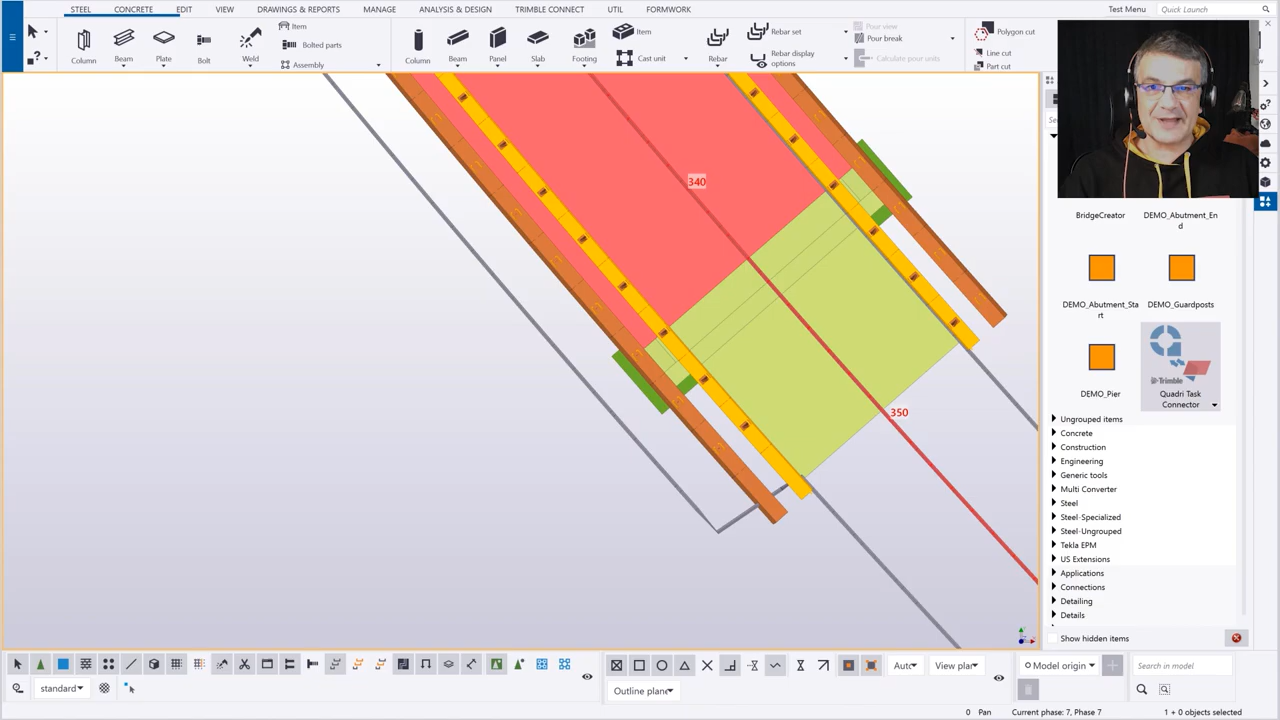 STEEL CONCRETE EDIT VIEW DRAWINGS & REPORTS MANAGE ANALYSIS & DESIGN TRIMBLE CONNECT UTIL FORMWORK Test Menu Quick Launch
Item Item Rebar set Pour view Polygon cut
Bolted parts Pour break
Column Beam Plate Bolt Weld Column Beam Panel Slab Footing Cast unit Rebar Rebar display Calculate pour units Line cut
Assembly options Part cut
340
350
BridgeCreator
DEMO_Abutment_En
d
DEMO_Abutment_Sta
rt
DEMO_Guardposts
DEMO_Pier
Trimble
Quadri Task
Connector
Ungrouped items
Concrete
Construction
Engineering
Generic tools
Multi Converter
Steel
Steel-Specialized
Steel-Ungrouped
Tekla EPM
US Extensions
Applications
Connections
Detailing
Details
Show hidden items
Auto View plan Model origin Search in model
standard Outline plane
0 Pan Current phase: 7, Phase 7 1 + 0 objects selected